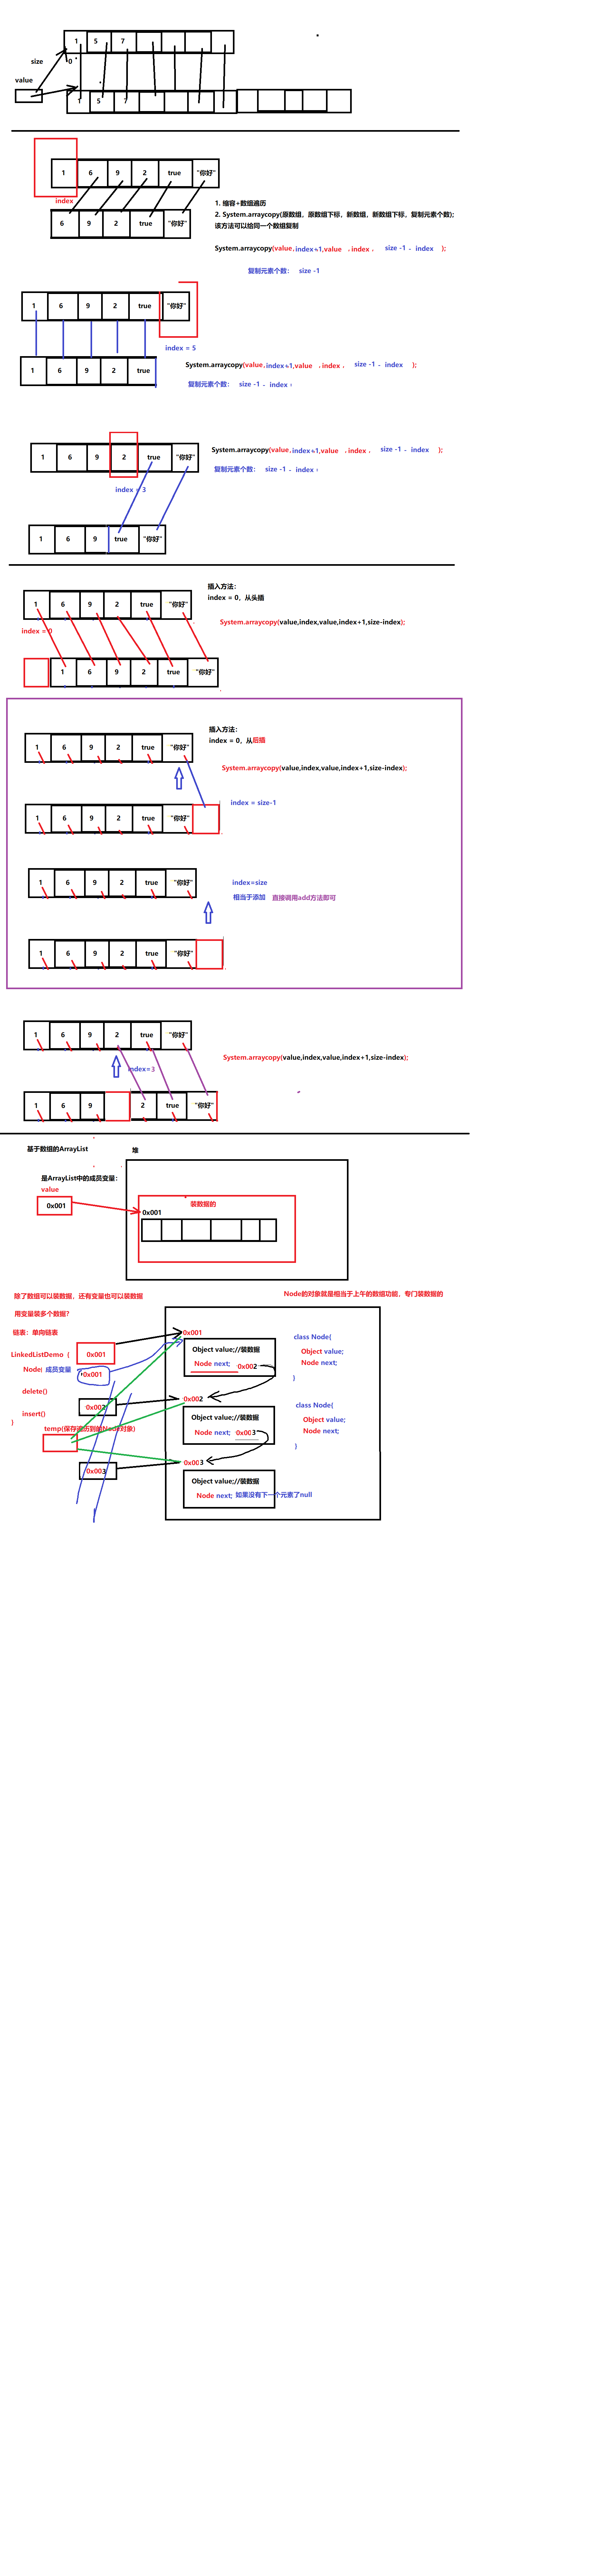 1 5 7
size 0
value
1 5 7
1 6 9 2 true "你好"
index
6 9 2 true "你好"
1. 缩容+数组遍历
2. System.arraycopy(原数组，原数组下标，新数组，新数组下标，复制元素个数);
该方法可以给同一个数组复制
System.arraycopy(value,index+1,value ,index, size -1 - index );
复制元素个数： size -1
1 6 9 2 true "你好"
index = 5
1 6 9 2 true
System.arraycopy(value,index+1,value ,index, size -1 - index );
复制元素个数： size -1 - index
1 6 9 2 true "你好"
System.arraycopy(value,index+1,value ,index, size -1 - index );
复制元素个数： size -1 - index
index = 3
1 6 9 true "你好"
插入方法：
index = 0，从头插
1 6 9 2 true "你好"
System.arraycopy(value,index,value,index+1,size-index);
index = 0
1 6 9 2 true "你好"
插入方法：
index = 0，从后插
1 6 9 2 true "你好"
System.arraycopy(value,index,value,index+1,size-index);
index = size-1
1 6 9 2 true "你好"
1 6 9 2 true "你好"
index=size
相当于添加 直接调用add方法即可
1 6 9 2 true "你好"
1 6 9 2 true "你好"
System.arraycopy(value,index,value,index+1,size-index);
index=3
1 6 9 2 true "你好"
基于数组的ArrayList 堆
是ArrayList中的成员变量：
value
0x001
装数据的
0x001
除了数组可以装数据，还有变量也可以装数据
Node的对象就是相当于上午的数组功能，专门装数据的
用变量装多个数据？
链表：单向链表
0x001
LinkedListDemo {
0x001
Node( 成员变量
0x001
Object value;//装数据
Node next; 0x002
class Node{
Object value;
Node next;
}
delete()
0x002
0x002
insert()
}
temp(保存遍历到的Node对象)
Object value;//装数据
Node next; 0x003
class Node{
Object value;
Node next;
}
0x003
0x003
Object value;//装数据
Node next; 如果没有下一个元素了null